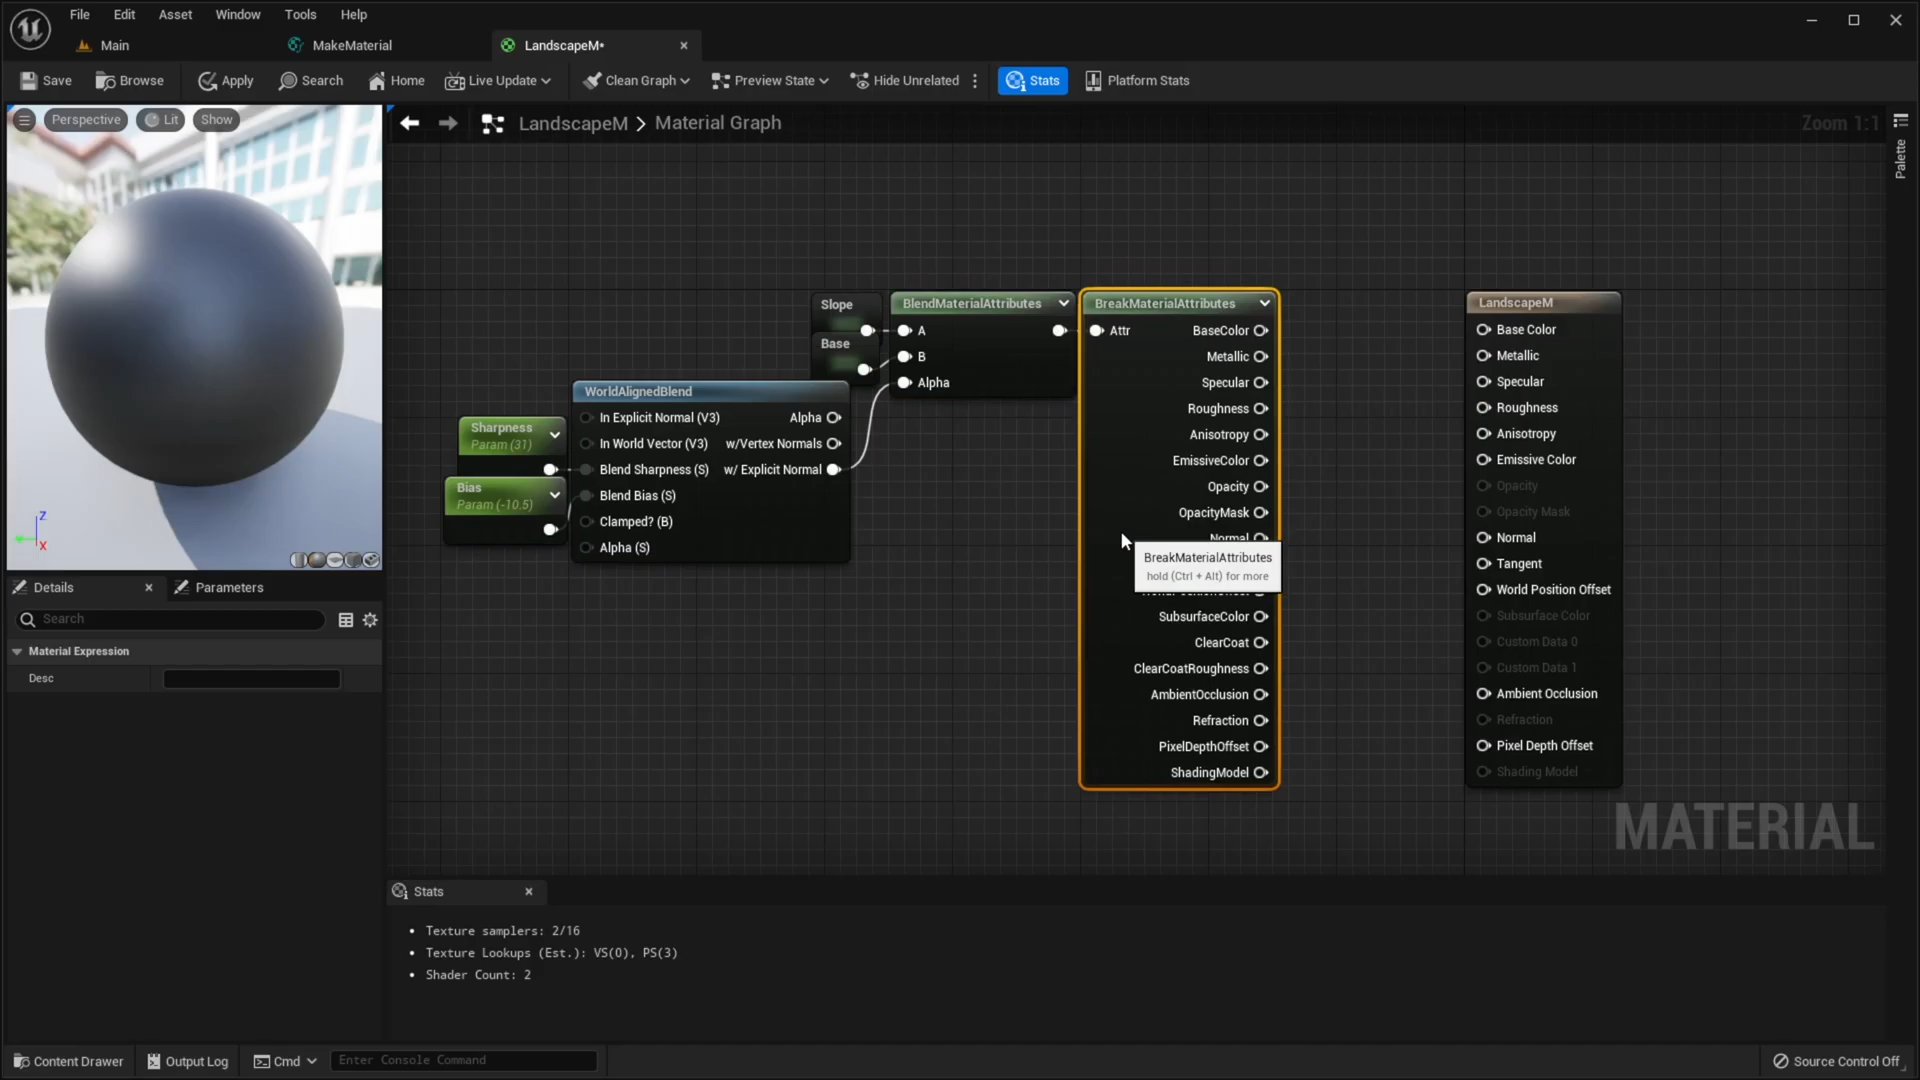 File Edit Asset Window Tools Help
Main MakeMaterial LandscapeM*
Save Browse Apply Search Home Live Update Clean Graph Preview State Hide Unrelated Stats Platform Stats
Perspective Lit Show
LandscapeM > Material Graph
Zoom 1:1
Palette
Slope
Base
BlendMaterialAttributes
A
B
Alpha
WorldAlignedBlend
In Explicit Normal (V3) Alpha
In World Vector (V3) w/Vertex Normals
Blend Sharpness (S) w/ Explicit Normal
Blend Bias (S)
Clamped? (B)
Alpha (S)
Sharpness
Param (31)
Bias
Param (-10.5)
BreakMaterialAttributes
Attr BaseColor
Metallic
Specular
Roughness
Anisotropy
EmissiveColor
Opacity
OpacityMask
Normal
BreakMaterialAttributes
hold (Ctrl + Alt) for more
SubsurfaceColor
ClearCoat
ClearCoatRoughness
AmbientOcclusion
Refraction
PixelDepthOffset
ShadingModel
LandscapeM
Base Color
Metallic
Specular
Roughness
Anisotropy
Emissive Color
Opacity
Opacity Mask
Normal
Tangent
World Position Offset
Subsurface Color
Custom Data 0
Custom Data 1
Ambient Occlusion
Refraction
Pixel Depth Offset
Shading Model
MATERIAL
Z
X
Details Parameters
Search
Material Expression
Desc
Stats
Texture samplers: 2/16
Texture Lookups (Est.): VS(0), PS(3)
Shader Count: 2
Content Drawer Output Log Cmd Enter Console Command Source Control Off